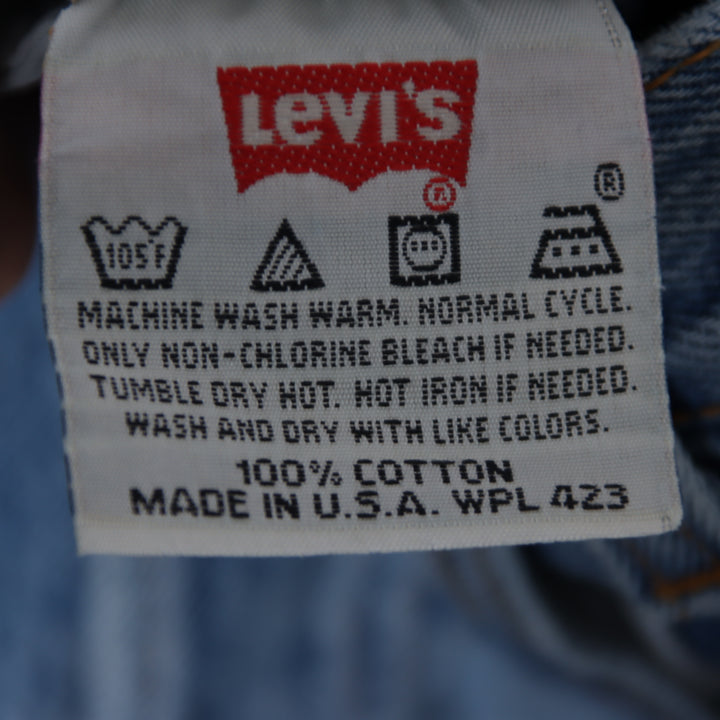 LEVI'S
®
®
105°F
MACHINE WASH WARM. NORMAL CYCLE.
ONLY NON-CHLORINE BLEACH IF NEEDED.
TUMBLE DRY HOT. HOT IRON IF NEEDED.
WASH AND DRY WITH LIKE COLORS.
100% COTTON
MADE IN U.S.A. WPL 423